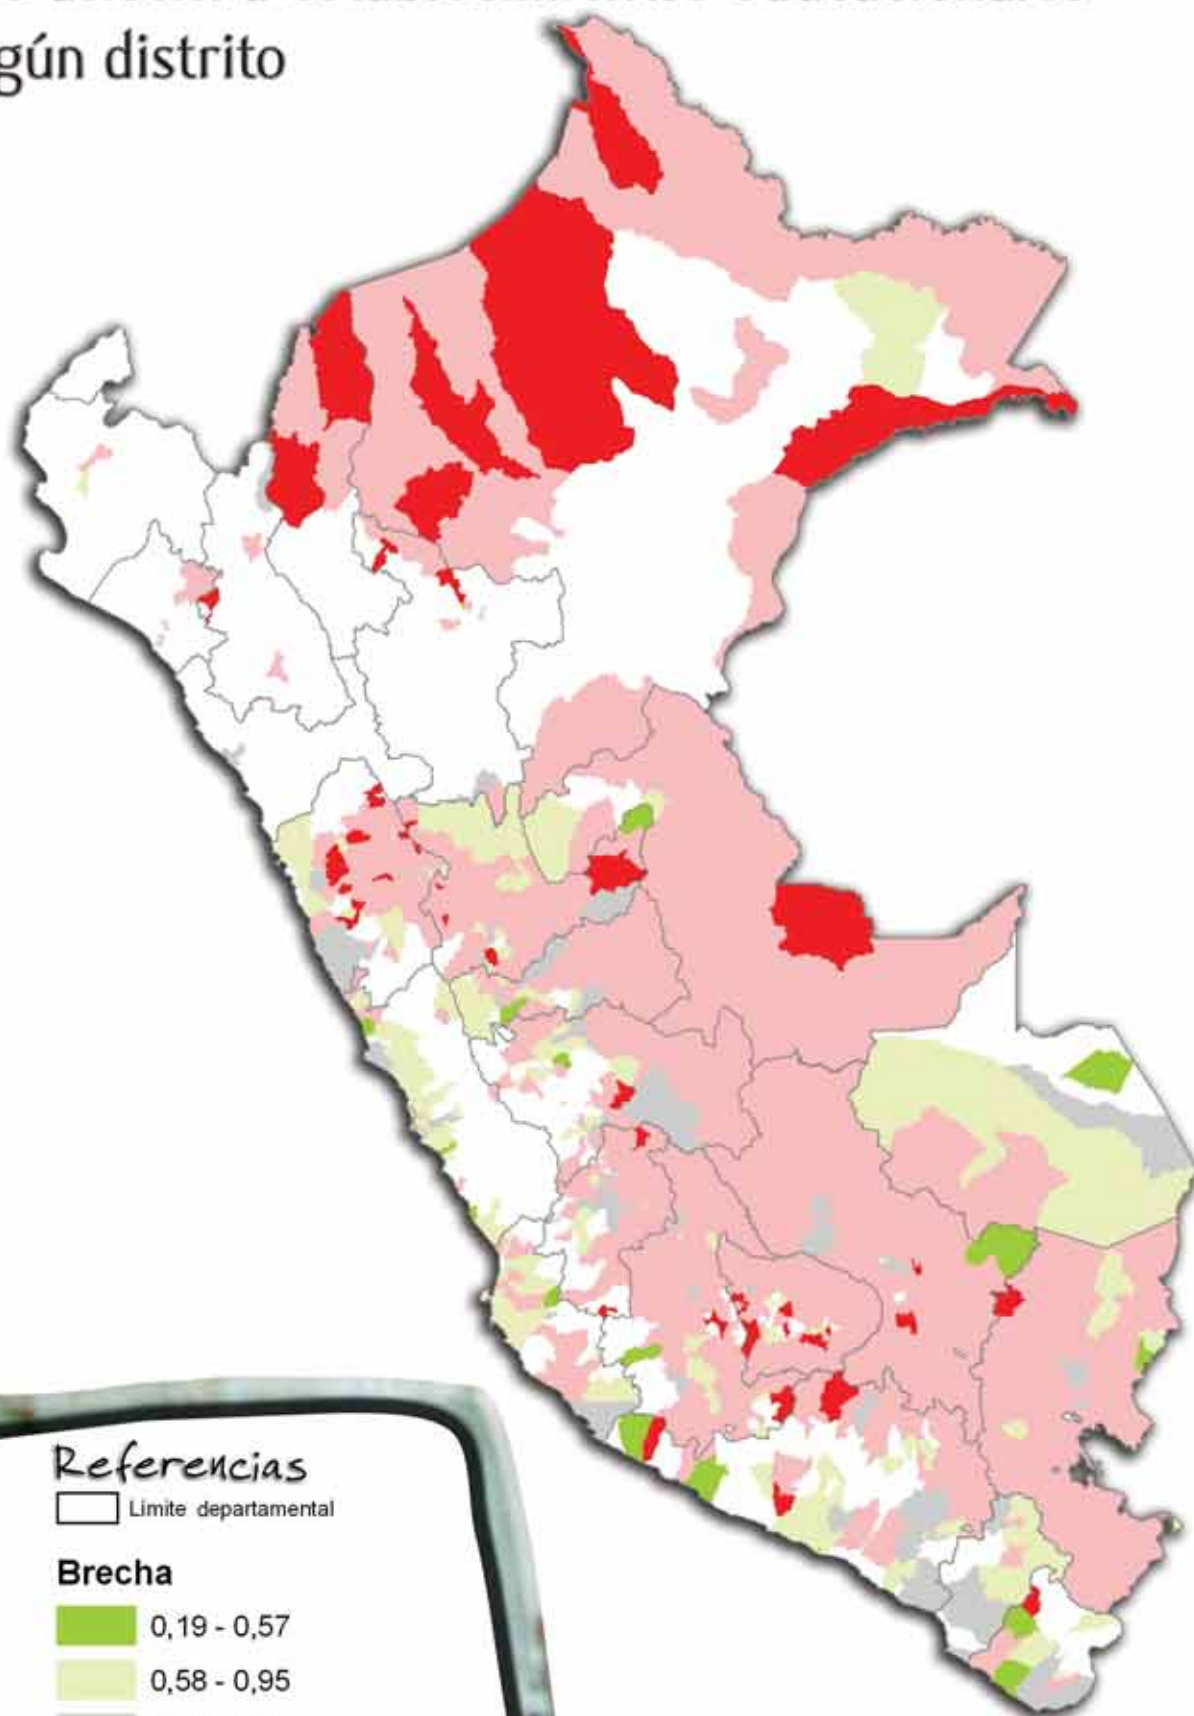 gún distrito
Referencias
Límite departamental
Brecha
0,19 - 0,57
0,58 - 0,95